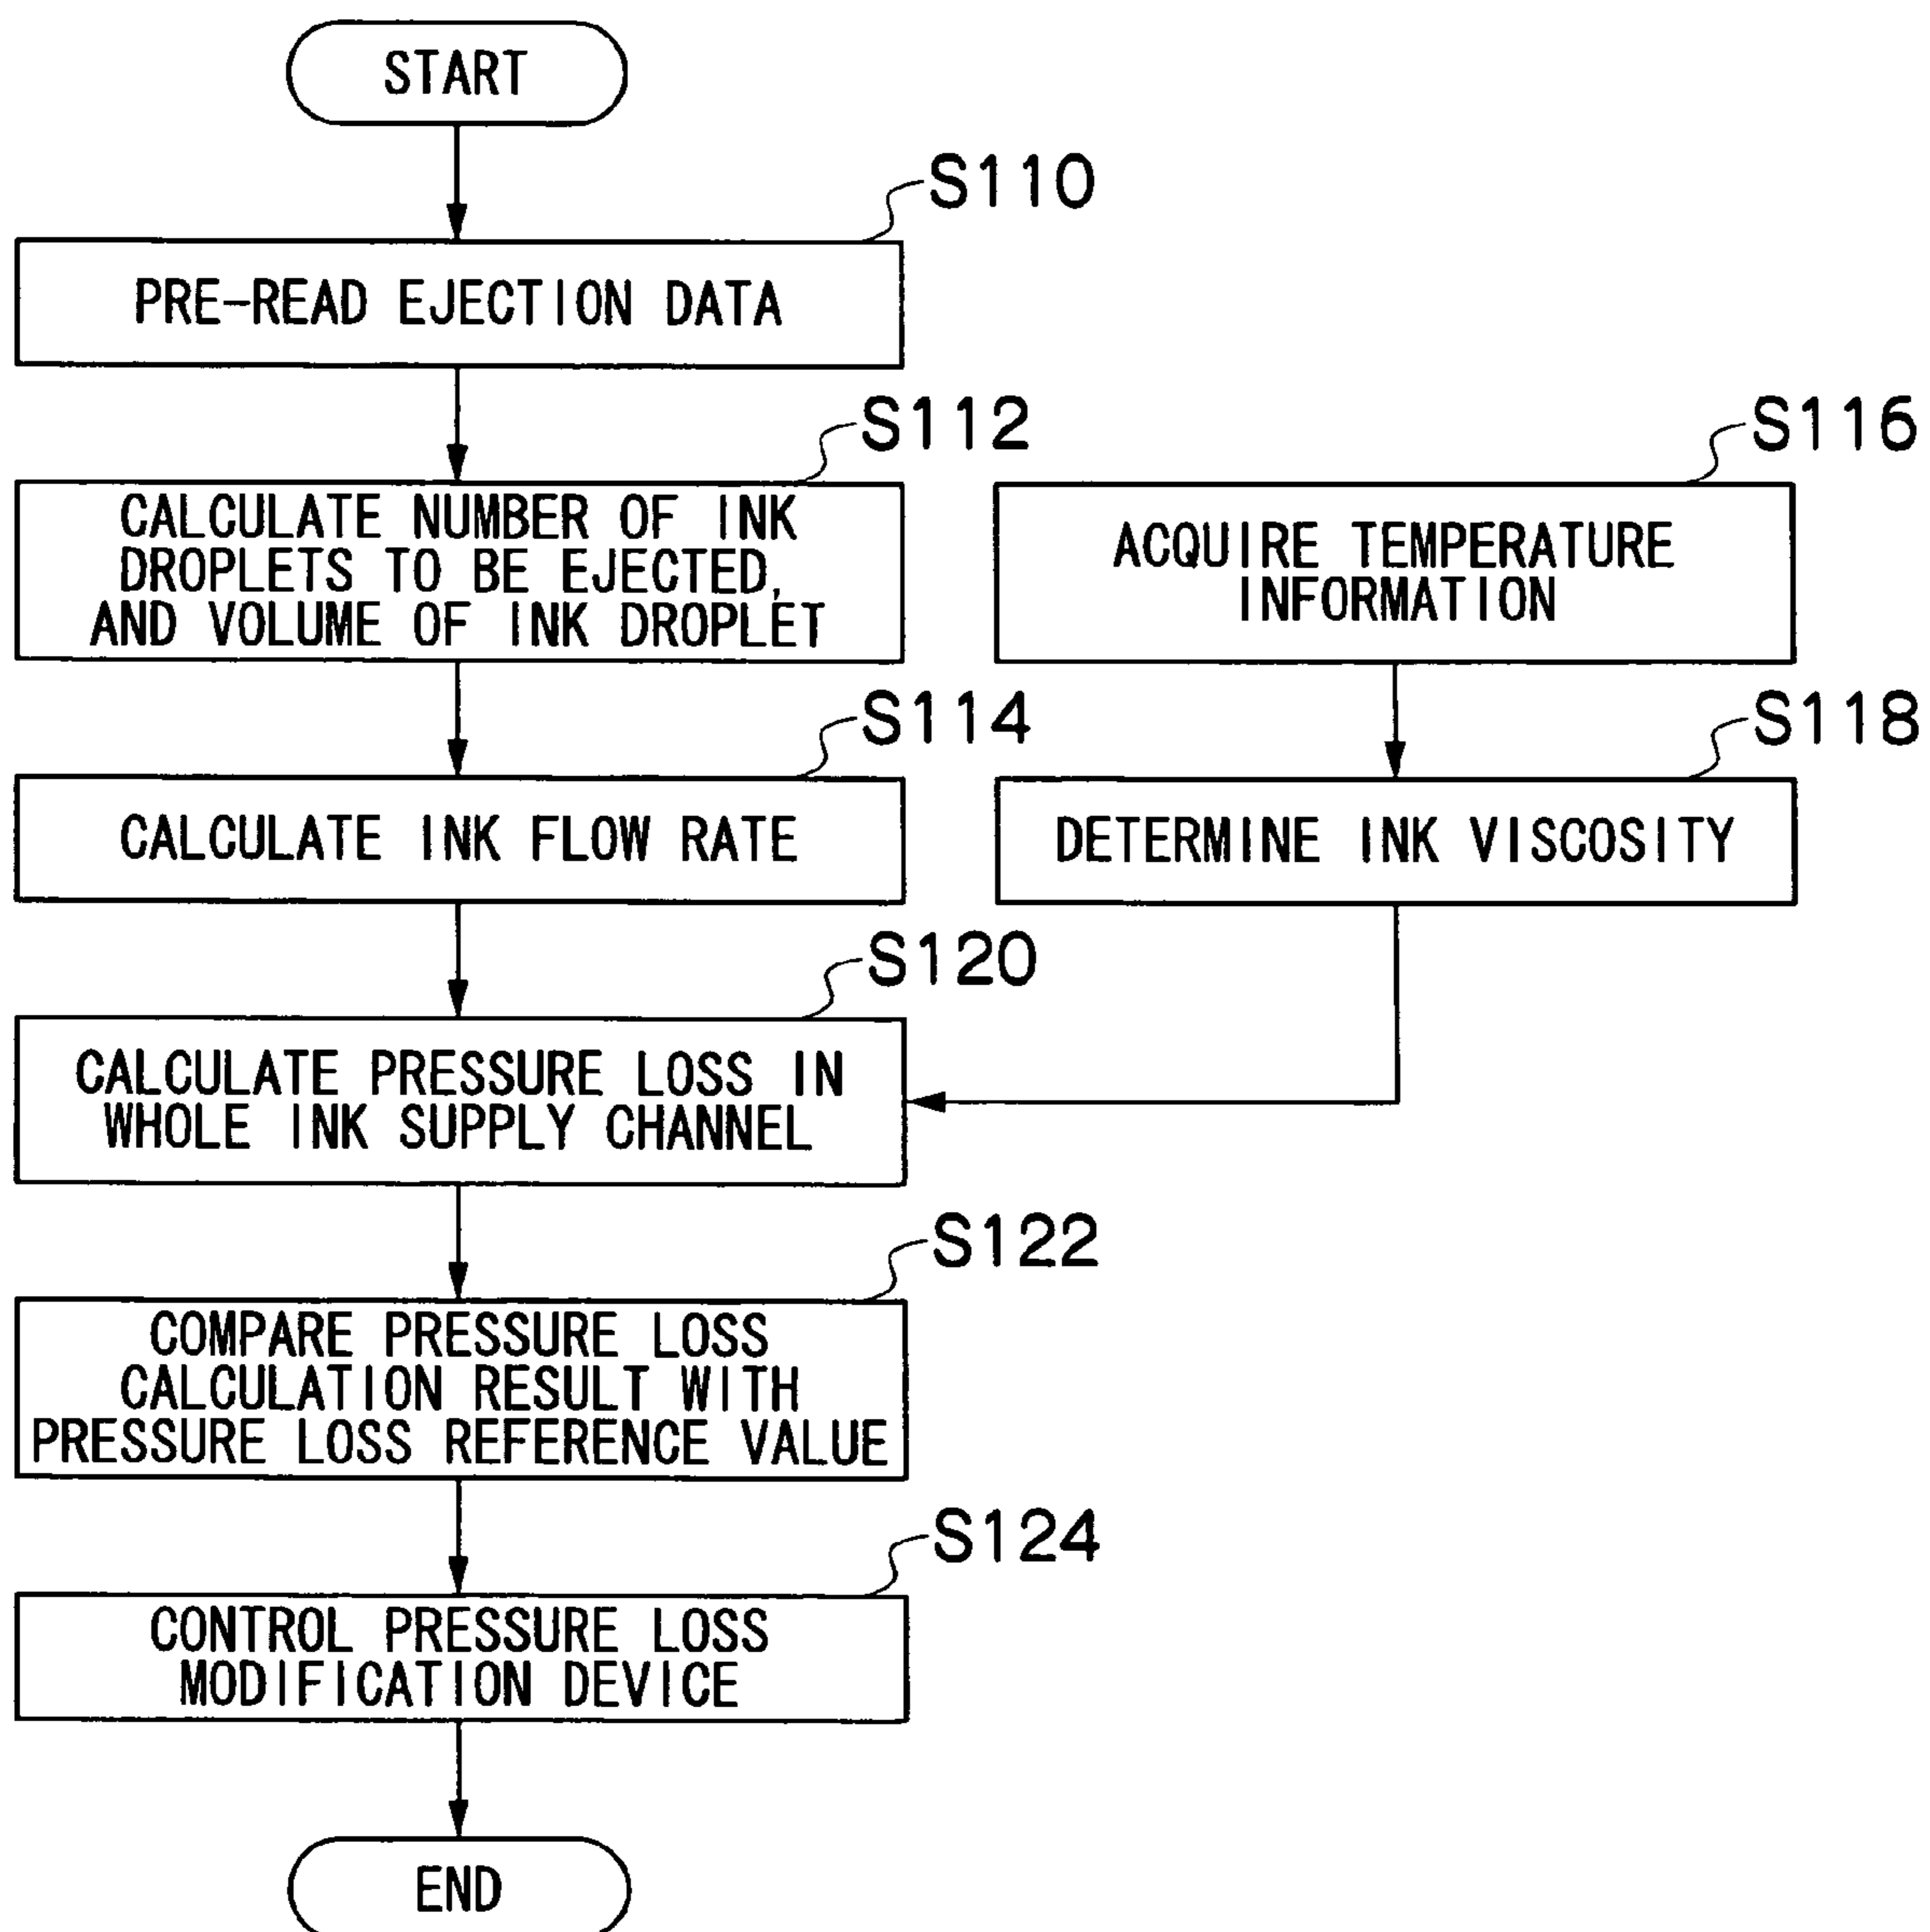 START
S110
PRE-READ EJECTION DATA
S112
CALCULATE NUMBER OF INK
DROPLETS TO BE EJECTED,
AND VOLUME OF INK DROPLET
S116
ACQUIRE TEMPERATURE
INFORMATION
S114
CALCULATE INK FLOW RATE
S118
DETERMINE INK VISCOSITY
S120
CALCULATE PRESSURE LOSS IN
WHOLE INK SUPPLY CHANNEL
S122
COMPARE PRESSURE LOSS
CALCULATION RESULT WITH
PRESSURE LOSS REFERENCE VALUE
S124
CONTROL PRESSURE LOSS
MODIFICATION DEVICE
END